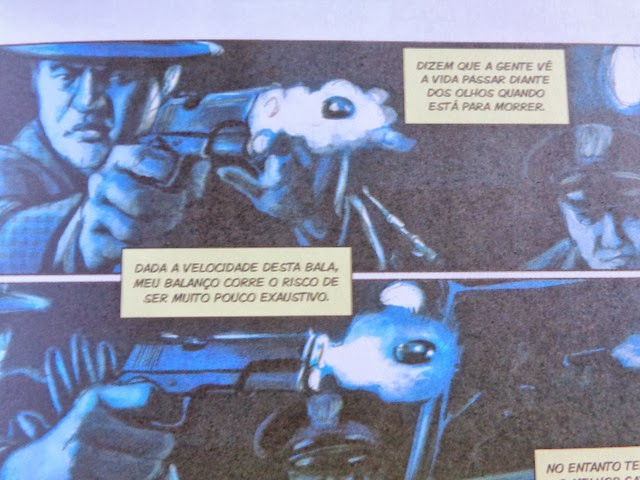 DIZEM QUE A GENTE VÊ
A VIDA PASSAR DIANTE
DOS OLHOS QUANDO
ESTÁ PARA MORRER.
DADA A VELOCIDADE DESTA BALA,
MEU BALANÇO CORRE O RISCO DE
SER MUITO POUCO EXAUSTIVO.
NO ENTANTO